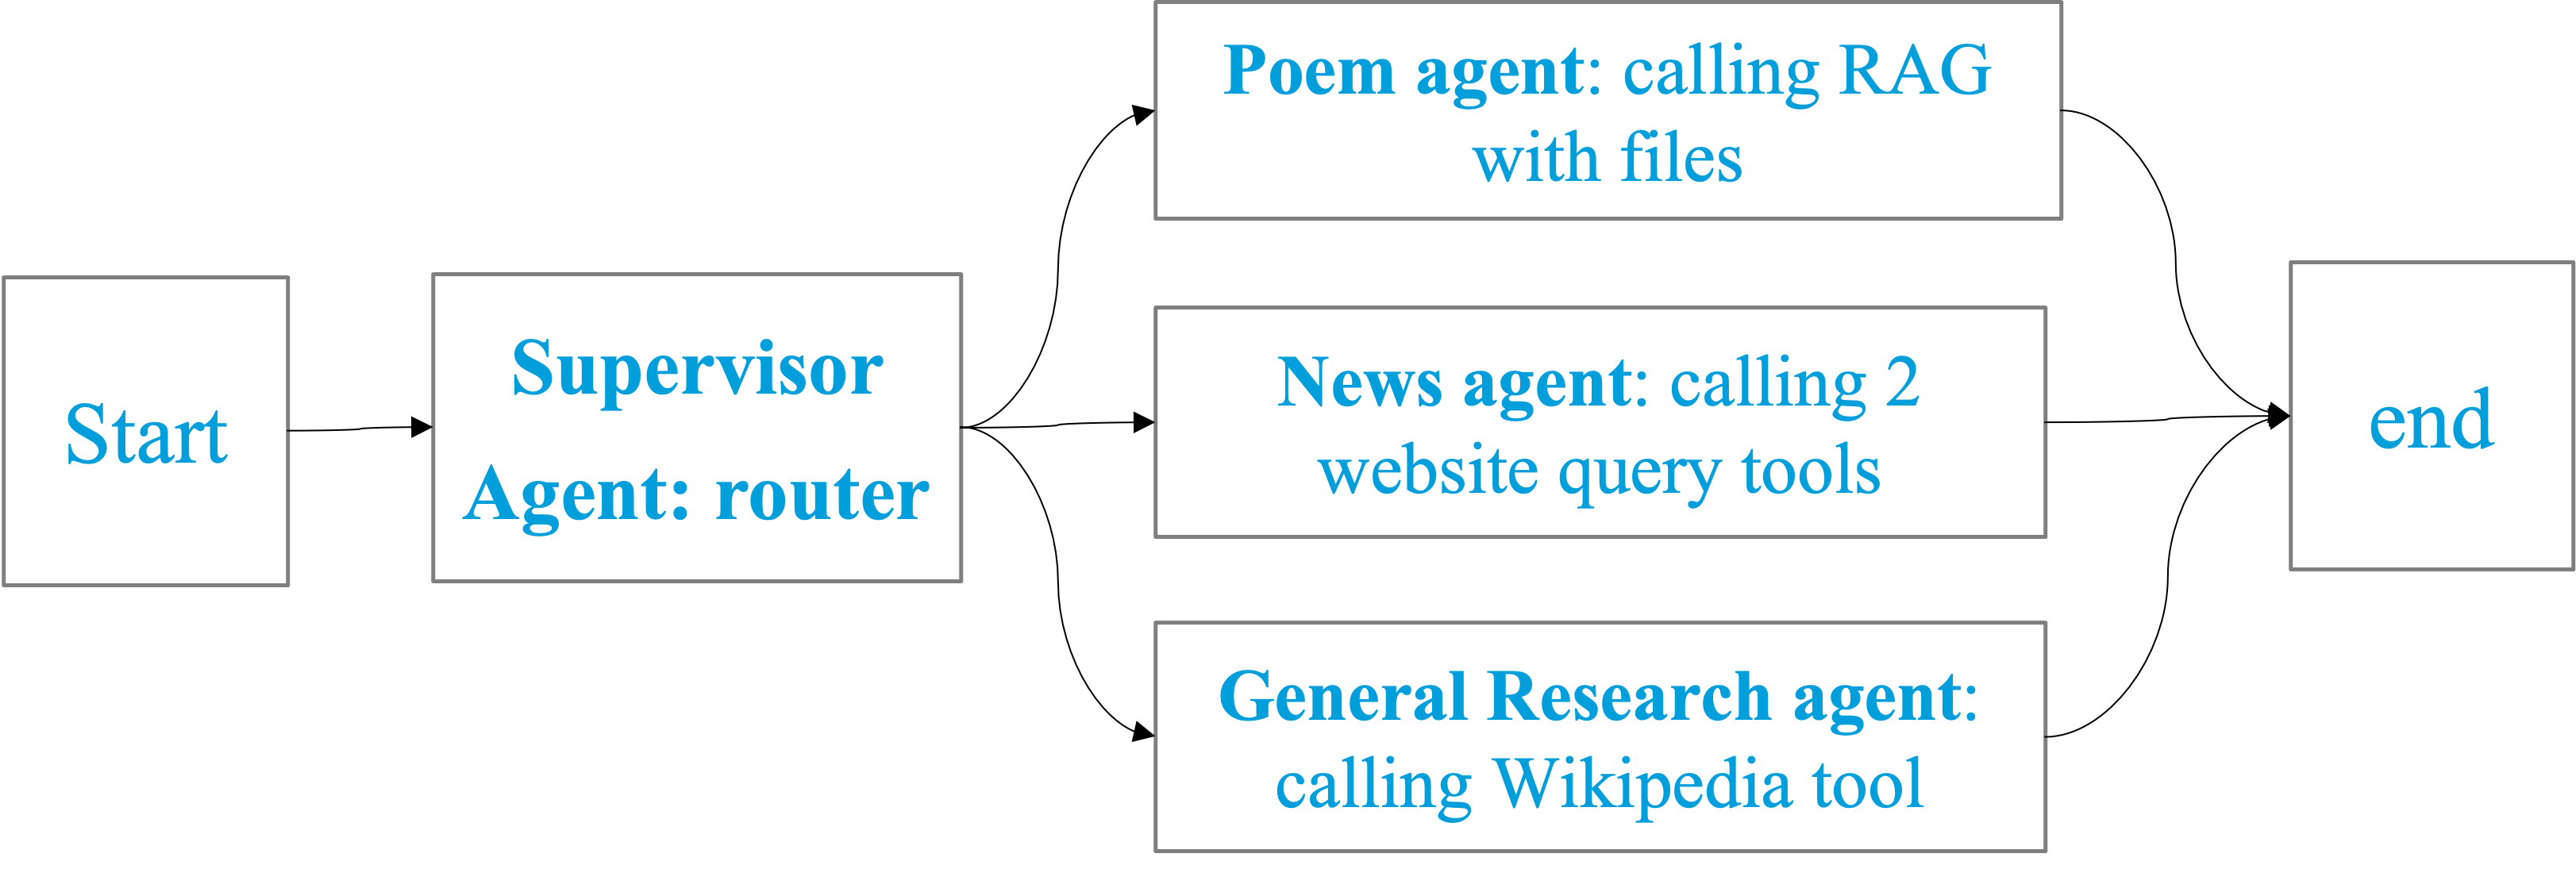 Start
Supervisor
Agent: router
Poem agent: calling RAG
with files
News agent: calling 2
website query tools
General Research agent:
calling Wikipedia tool
end